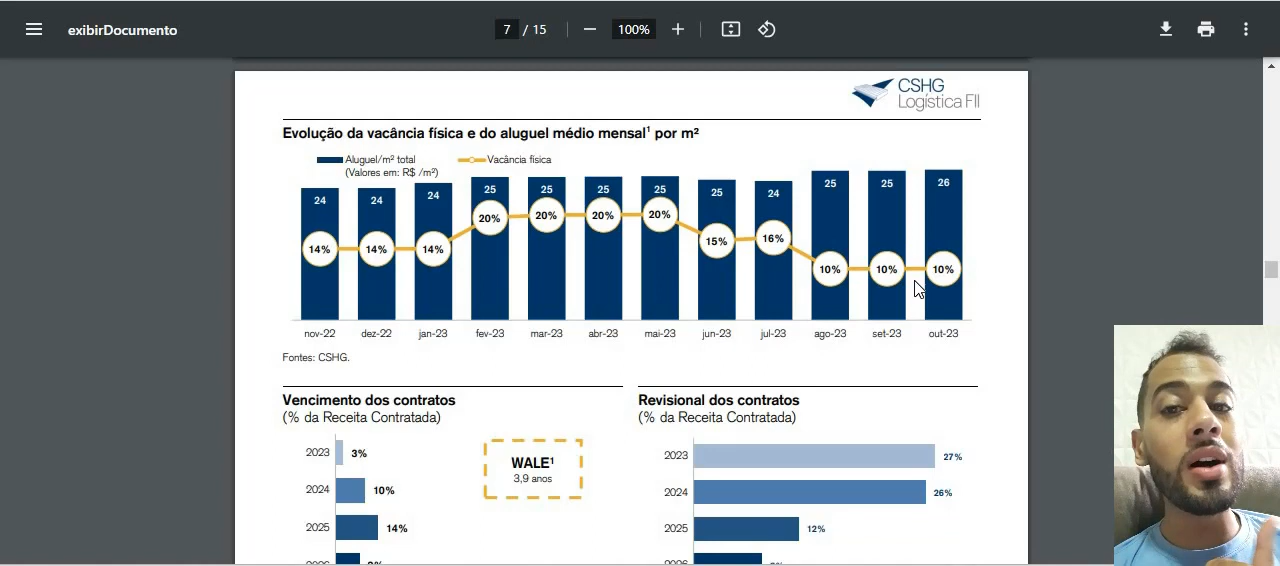 exibirDocumento
7 / 15
100%
CSHG
Logística FII
Evolução da vacância física e do aluguel médio mensal¹ por m²
Aluguel/m² total
(Valores em: R$ /m²)
Vacância física
24 24 24 25 25 25 25 25 24 25 25 26
14% 14% 14% 20% 20% 20% 20% 15% 16% 10% 10% 10%
nov-22 dez-22 jan-23 fev-23 mar-23 abr-23 mai-23 jun-23 jul-23 ago-23 set-23 out-23
Fontes: CSHG.
Vencimento dos contratos
(% da Receita Contratada)
2023 3%
2024 10%
2025 14%
WALE¹
3,9 anos
Revisional dos contratos
(% da Receita Contratada)
2023 27%
2024 26%
2025 12%